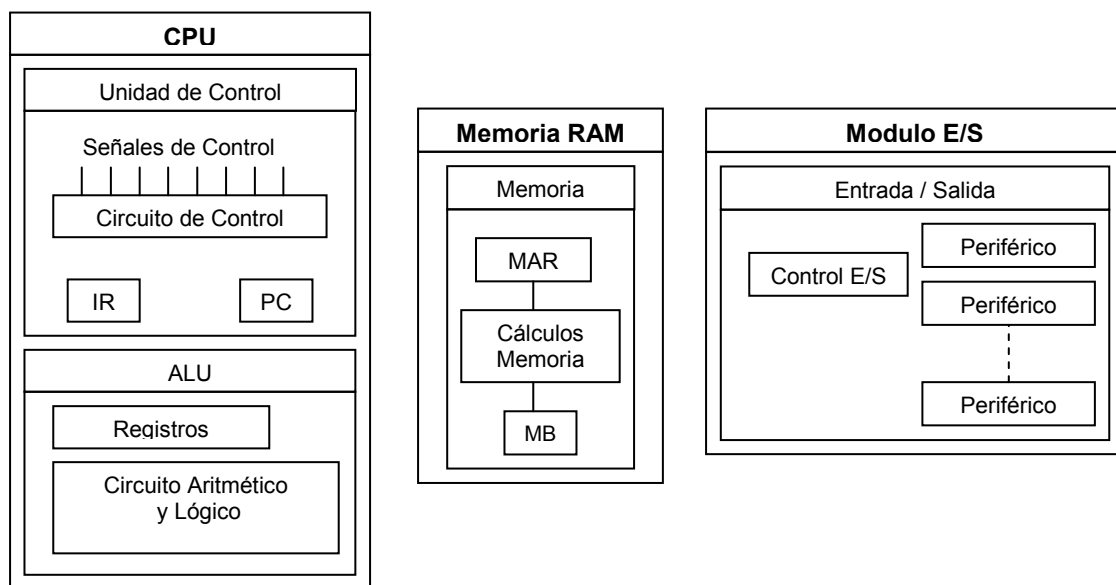 CPU
Unidad de Control
Señales de Control
Circuito de Control
IR
PC
ALU
Registros
Circuito Aritmético
y Lógico
Memoria RAM
Memoria
MAR
Cálculos
Memoria
MB
Modulo E/S
Entrada / Salida
Control E/S
Periférico
Periférico
Periférico